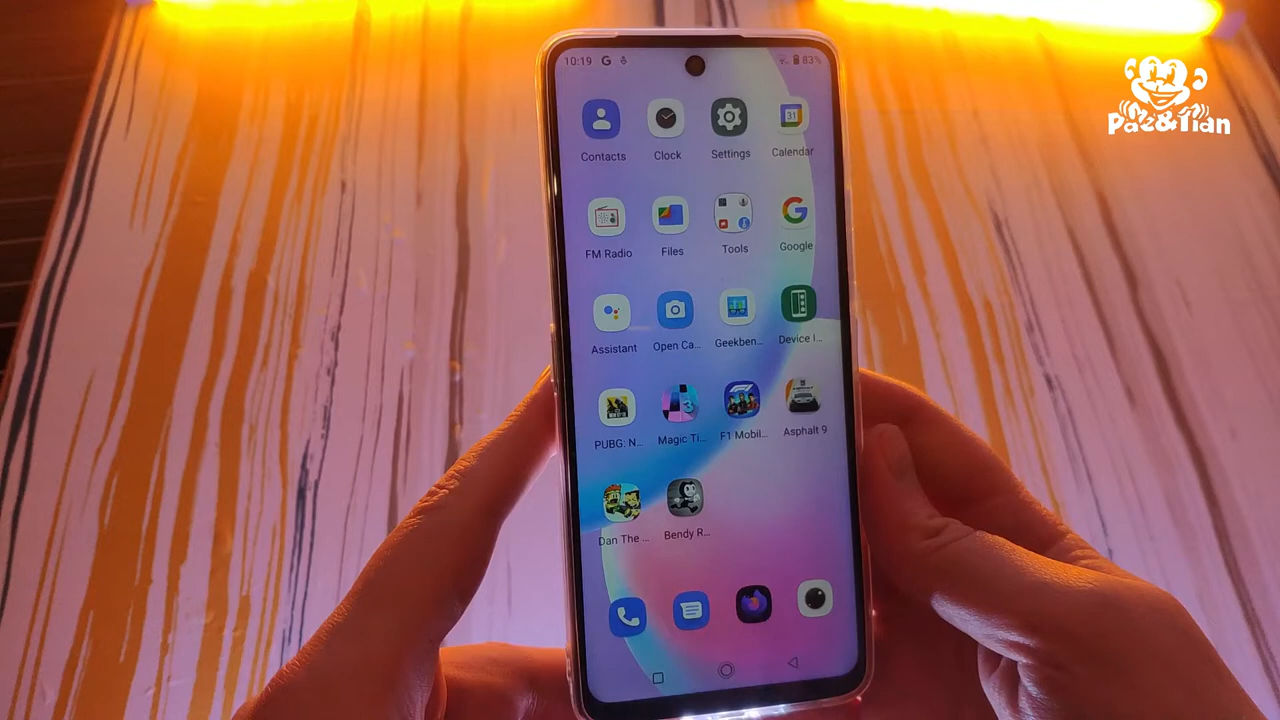 10:19 G 83%
Pac&Tian
Contacts Clock Settings Calendar
31
FM Radio Files Tools Google
Assistant Open Ca... Geekben... Device I...
PUBG: N... Magic Ti... F1 Mobil... Asphalt 9
Dan The ... Bendy R...